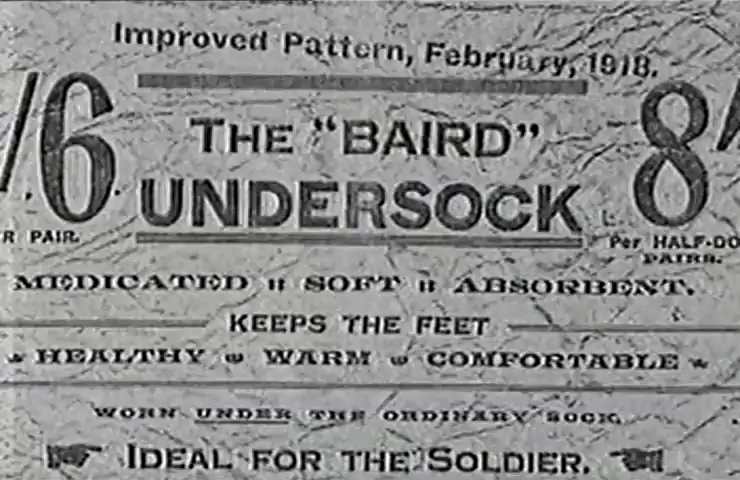 Improved Pattern, February, 1918.
/6
R PAIR.
THE "BAIRD"
UNDERSOCK
8/
Per HALF-DO
PAIRS.
MEDICATED :: SOFT :: ABSORBENT.
KEEPS THE FEET
HEALTHY WARM COMFORTABLE
WORN UNDER THE ORDINARY SOCK.
IDEAL FOR THE SOLDIER.